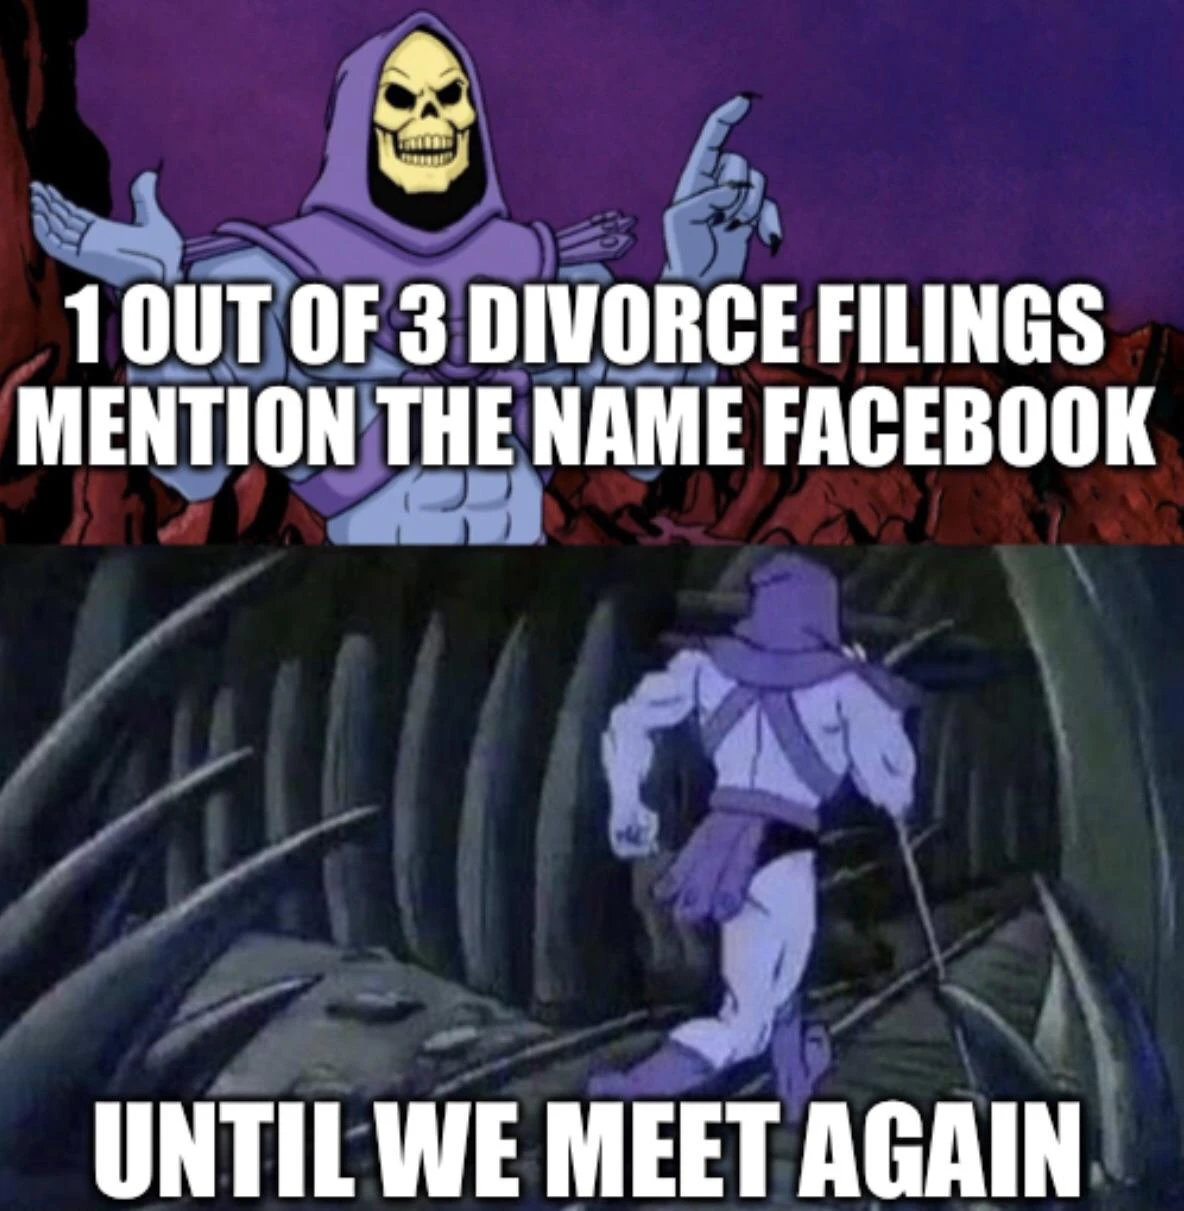 1 OUT OF 3 DIVORCE FILINGS
MENTION THE NAME FACEBOOK
UNTIL WE MEET AGAIN